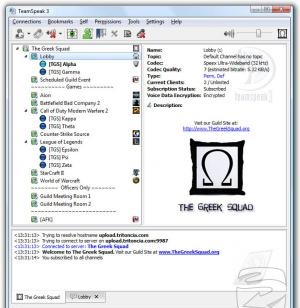 TeamSpeak 3
Connections Bookmarks Self Permissions Tools Settings Help
The Greek Squad
Lobby
[TGS] Alpha
[TGS] Gamma
Scheduled Guild Event
-------- Games --------
Aion
Battlefield Bad Company 2
Call of Duty Modern Warfare 2
[TGS] Kappa
[TGS] Theta
Counter-Strike Source
League of Legends
[TGS] Epsilon
[TGS] Psi
[TGS] Zeta
StarCraft II
World of Warcraft
-------- Officers Only --------
Guild Meeting Room 1
Guild Meeting Room 2
[AFK]
Name: Lobby (c)
Topic: Default Channel has no topic
Codec: Speex Ultra-Wideband (32 kHz)
Codec Quality: 7 (estimated bitrate: 5.22 KiB/s)
Type: Perm, Def
Current Clients: 2 / Unlimited
Subscription Status: Subscribed
Voice Data Encryption: Encrypted
Description:
Visit our Guild Site at:
http://www.TheGreekSquad.org
Ω
THE GREEK SQUAD
teamspeak
<13:31:13> Trying to resolve hostname upload.tritoncia.com
<13:31:13> Trying to connect to server on upload.tritoncia.com:9987
<13:31:13> Connected to server: The Greek Squad
<13:31:13> Welcome to The Greek Squad, Visit our Guild Site at www.TheGreekSquad.org
<13:31:14> You subscribed to all channels
The Greek Squad
Lobby